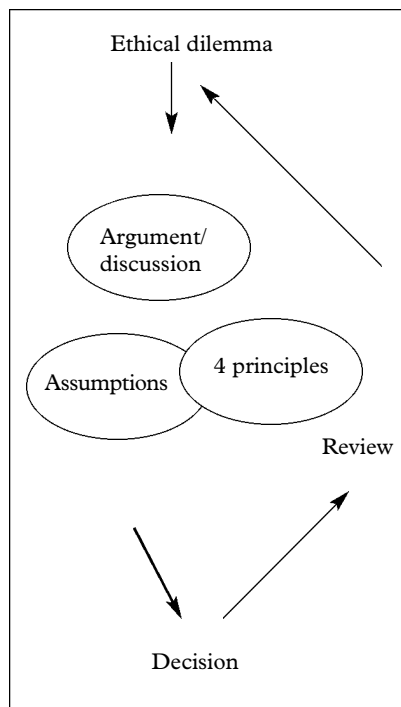 Ethical dilemma
Argument/
discussion
4 principles
Assumptions
Review
Decision